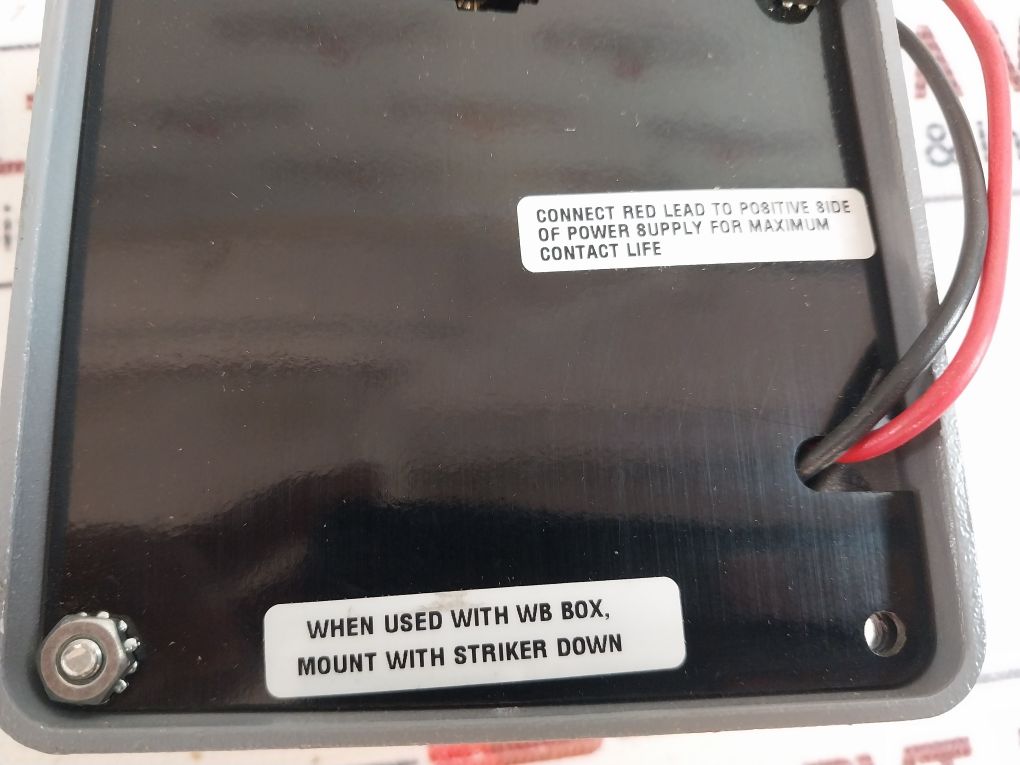 CONNECT RED LEAD TO POSITIVE SIDE
OF POWER SUPPLY FOR MAXIMUM
CONTACT LIFE
WHEN USED WITH WB BOX,
MOUNT WITH STRIKER DOWN